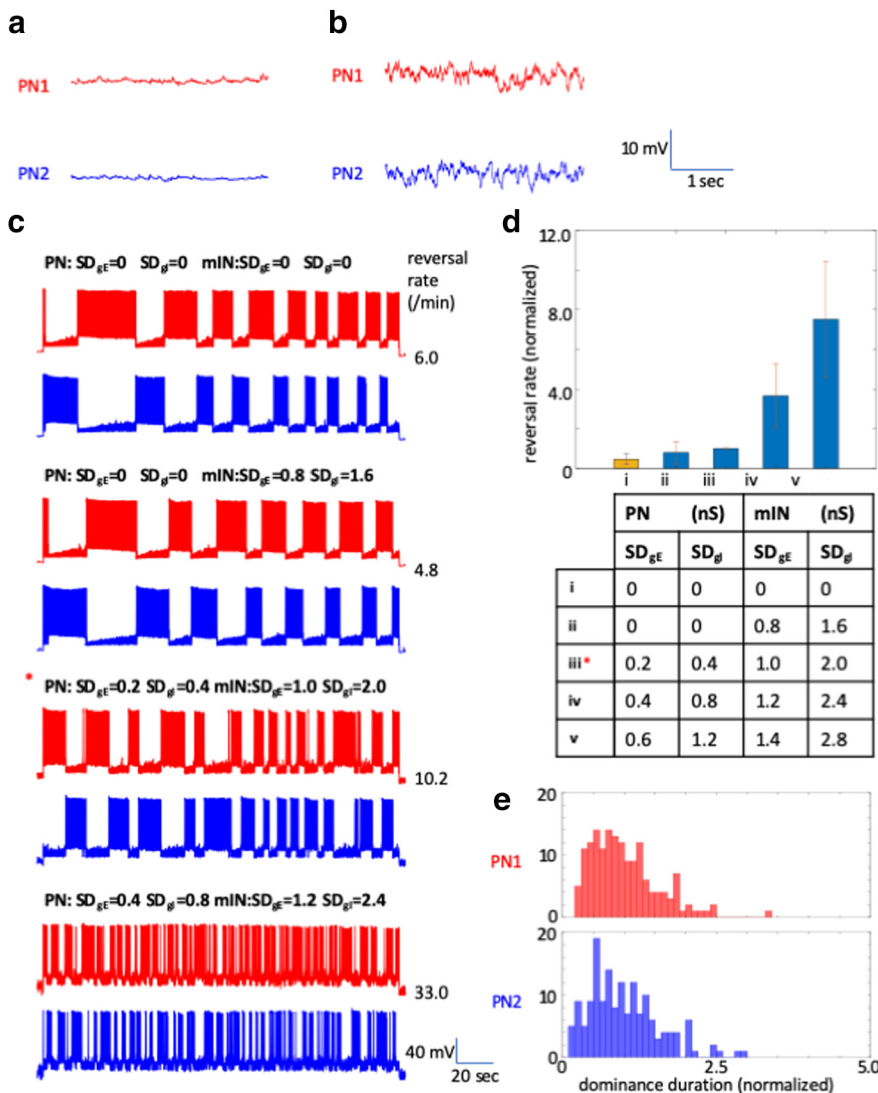 a
b
PN1
PN1
PN2
PN2
10 mV
1 sec
c
PN: SDgE=0 SDgI=0 mIN:SDgE=0 SDgI=0
reversal
rate
(/min)
6.0
PN: SDgE=0 SDgI=0 mIN:SDgE=0.8 SDgI=1.6
4.8
* PN: SDgE=0.2 SDgI=0.4 mIN:SDgE=1.0 SDgI=2.0
10.2
PN: SDgE=0.4 SDgI=0.8 mIN:SDgE=1.2 SDgI=2.4
33.0
40 mV
20 sec
d
reversal rate (normalized)
12.0
8.0
4.0
0
i ii iii iv v
PN (nS) mIN (nS)
SDgE SDgI SDgE SDgI
i 0 0 0 0
ii 0 0 0.8 1.6
iii* 0.2 0.4 1.0 2.0
iv 0.4 0.8 1.2 2.4
v 0.6 1.2 1.4 2.8
e
PN1
20
10
0
PN2
20
10
0
0 2.5 5.0
dominance duration (normalized)